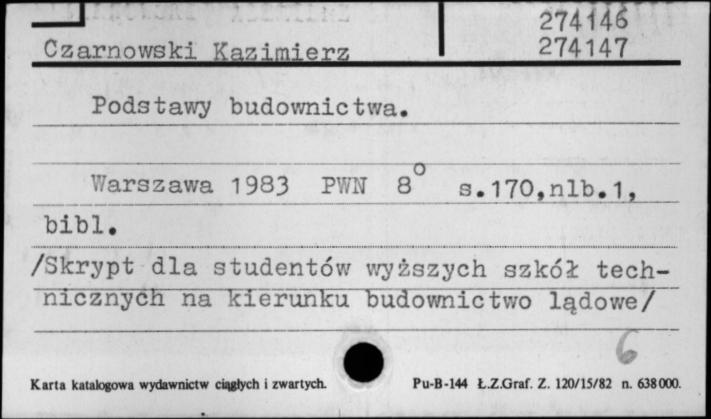 274146
Czarnowski Kazimierz 274147
Podstawy budownictwa.
Warszawa 1983 PWN 8° s.170,nlb.1,
bibl.
/Skrypt dla studentów wyższych szkół tech-
nicznych na kierunku budownictwo lądowe/
6
Karta katalogowa wydawnictw ciągłych i zwartych. Pu-B-144 Ł.Z.Graf. Z. 120/15/82 n. 638000.